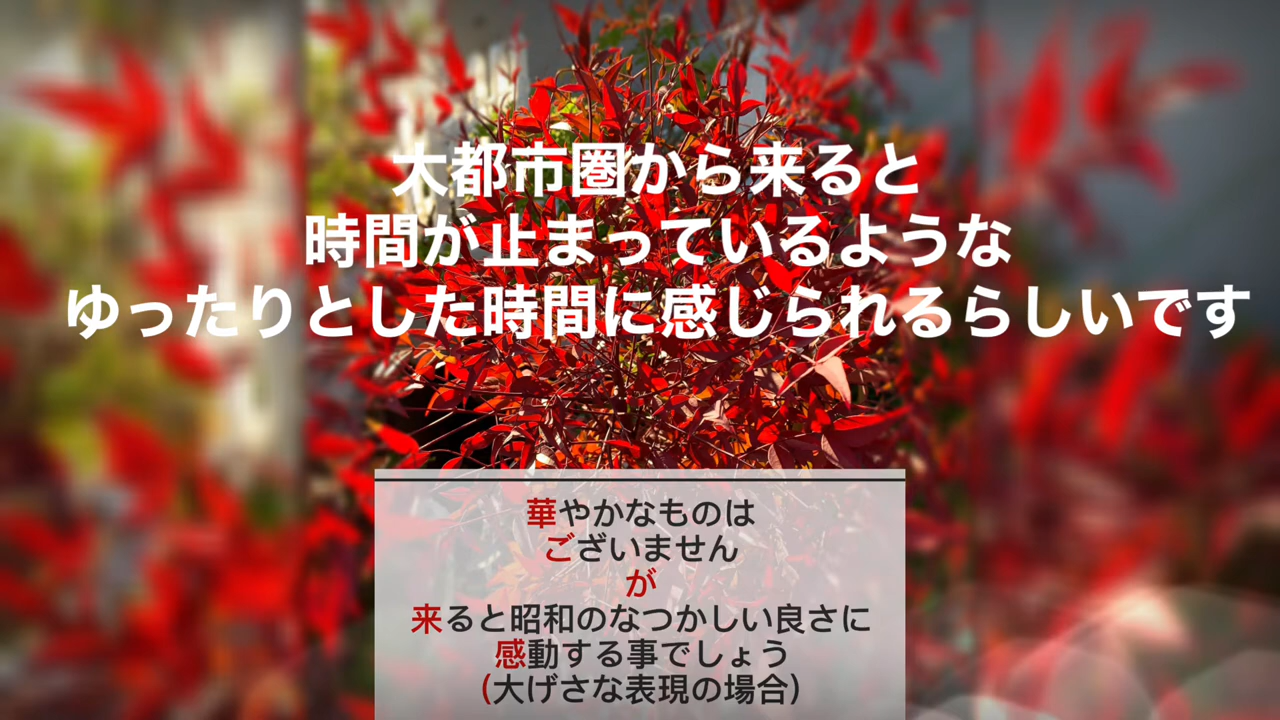 大都市圏から来ると
時間が止まっているような
ゆったりとした時間に感じられるらしいです
華やかなものは
ございません
が
来ると昭和のなつかしい良さに
感動する事でしょう
(大げさな表現の場合)